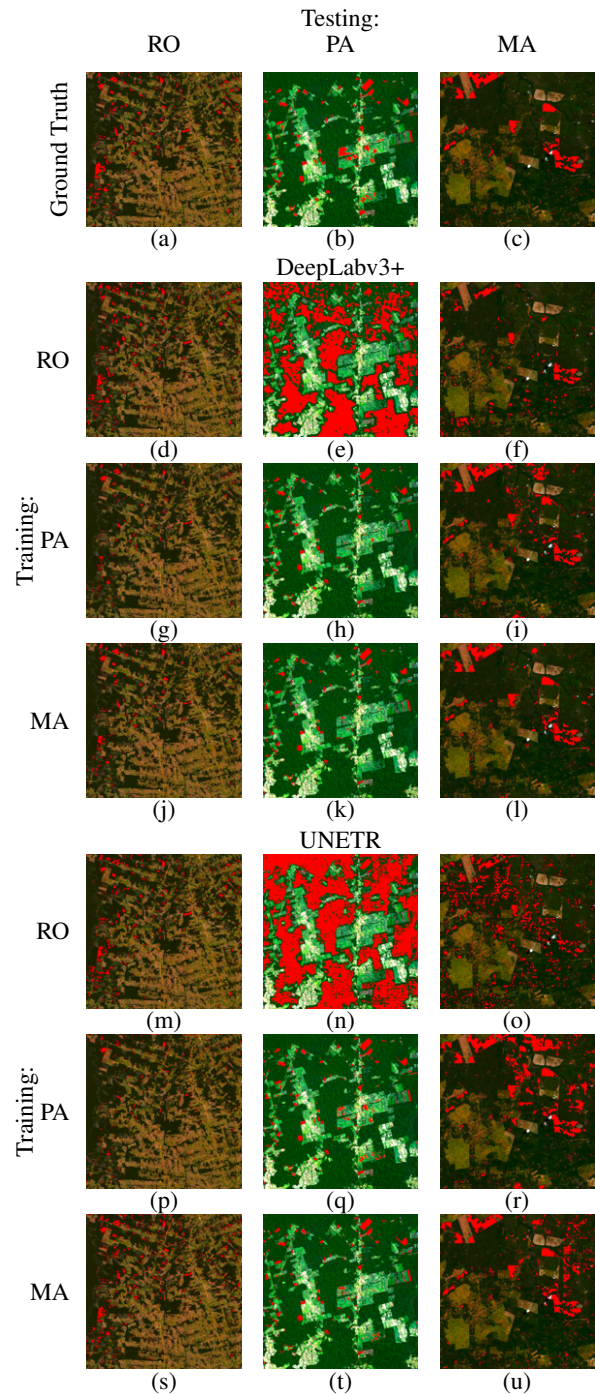 Testing:
RO PA MA
Ground Truth
(a) (b) (c)
DeepLabv3+
RO
(d) (e) (f)
Training:
PA
(g) (h) (i)
MA
(j) (k) (l)
UNETR
RO
(m) (n) (o)
Training:
PA
(p) (q) (r)
MA
(s) (t) (u)